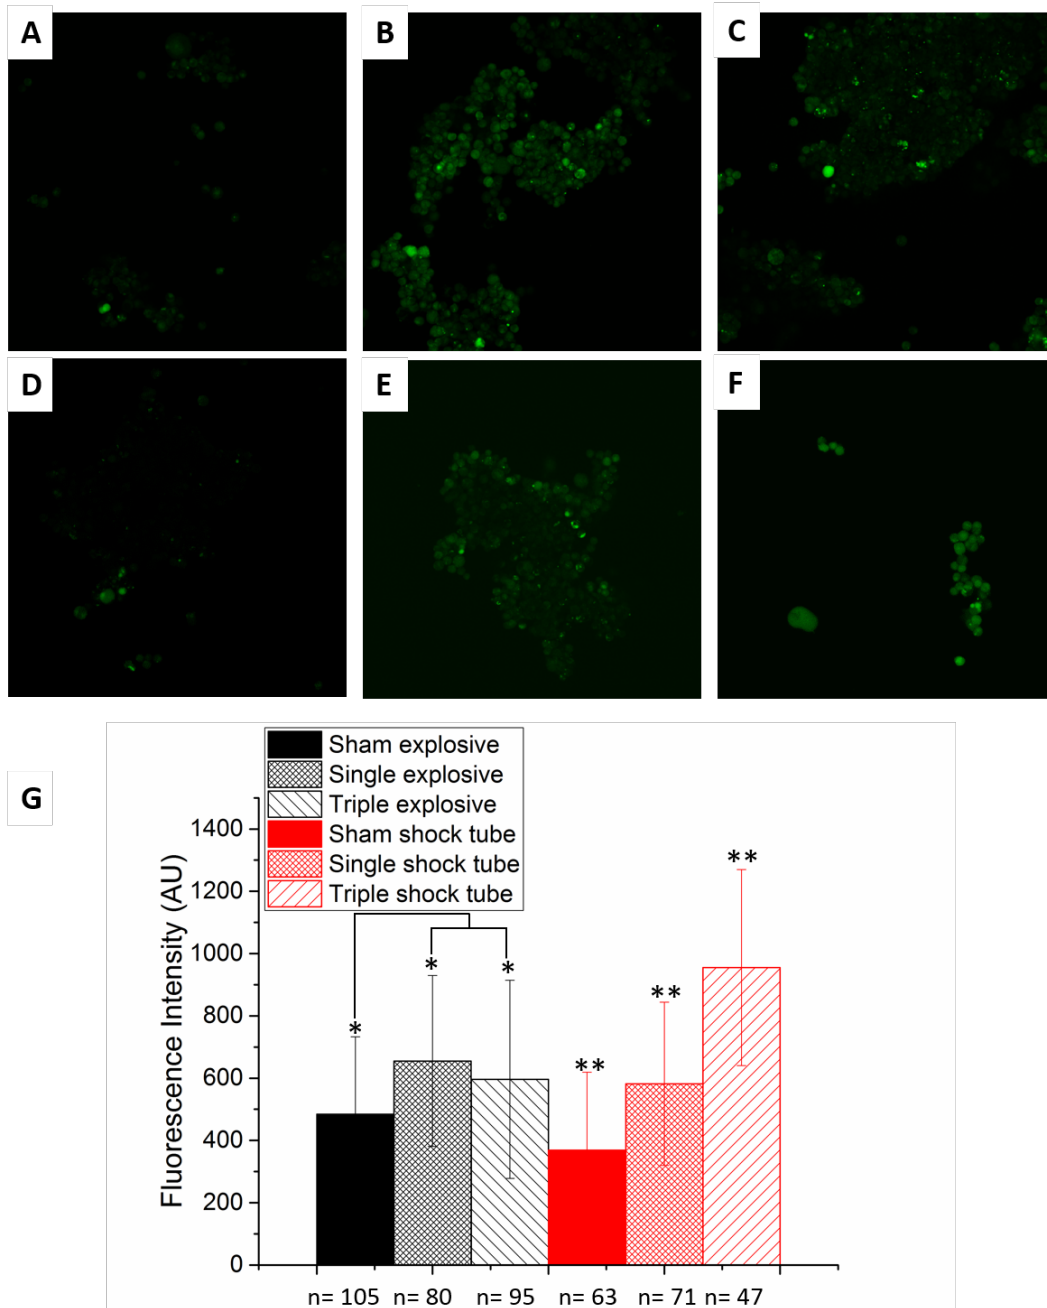 A
B
C
D
E
F
G
Sham explosive
Single explosive
Triple explosive
Sham shock tube
Single shock tube
Triple shock tube
Fluorescence Intensity (AU)
1400
1200
1000
800
600
400
200
0
*
*
*
**
**
**
n= 105 n= 80 n= 95 n= 63 n= 71 n= 47